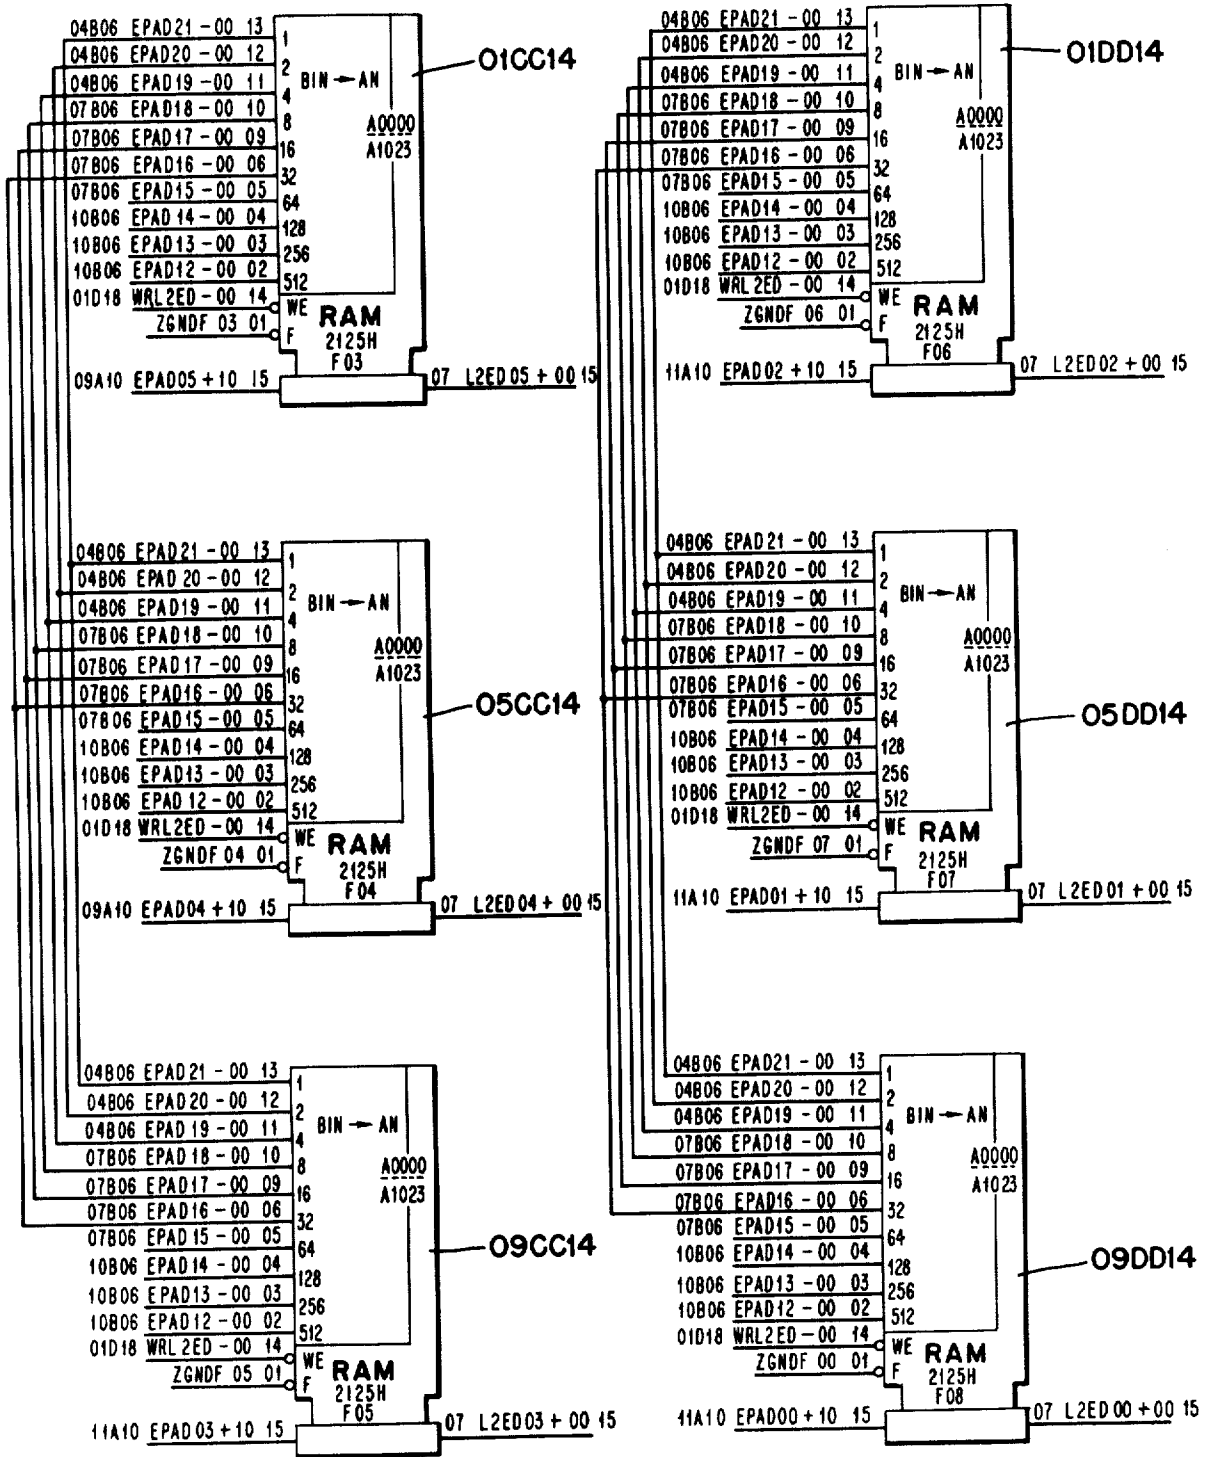 04B06 EPAD21-00 13
1
04B06 EPAD20-00 12
2
04B06 EPAD19-00 11
4
07B06 EPAD18-00 10
8
07B06 EPAD17-00 09
16
07B06 EPAD16-00 06
32
07B06 EPAD15-00 05
64
10B06 EPAD14-00 04
128
10B06 EPAD13-00 03
256
10B06 EPAD12-00 02
512
01D18 WRL2ED-00 14
WE
ZGNDF 03 01
F
BIN → AN
A0000
A1023
RAM
2125H
F03
09A10 EPAD05+10 15
07 L2ED05+00 15
01CC14
04B06 EPAD21-00 13
1
04B06 EPAD20-00 12
2
04B06 EPAD19-00 11
4
07B06 EPAD18-00 10
8
07B06 EPAD17-00 09
16
07B06 EPAD16-00 06
32
07B06 EPAD15-00 05
64
10B06 EPAD14-00 04
128
10B06 EPAD13-00 03
256
10B06 EPAD12-00 02
512
01D18 WRL2ED-00 14
WE
ZGNDF 06 01
F
BIN → AN
A0000
A1023
RAM
2125H
F06
11A10 EPAD02+10 15
07 L2ED02+00 15
01DD14
04B06 EPAD21-00 13
1
04B06 EPAD20-00 12
2
04B06 EPAD19-00 11
4
07B06 EPAD18-00 10
8
07B06 EPAD17-00 09
16
07B06 EPAD16-00 06
32
07B06 EPAD15-00 05
64
10B06 EPAD14-00 04
128
10B06 EPAD13-00 03
256
10B06 EPAD12-00 02
512
01D18 WRL2ED-00 14
WE
ZGNDF 04 01
F
BIN → AN
A0000
A1023
RAM
2125H
F04
09A10 EPAD04+10 15
07 L2ED04+00 15
05CC14
04B06 EPAD21-00 13
1
04B06 EPAD20-00 12
2
04B06 EPAD19-00 11
4
07B06 EPAD18-00 10
8
07B06 EPAD17-00 09
16
07B06 EPAD16-00 06
32
07B06 EPAD15-00 05
64
10B06 EPAD14-00 04
128
10B06 EPAD13-00 03
256
10B06 EPAD12-00 02
512
01D18 WRL2ED-00 14
WE
ZGNDF 07 01
F
BIN → AN
A0000
A1023
RAM
2125H
F07
11A10 EPAD01+10 15
07 L2ED01+00 15
05DD14
04B06 EPAD21-00 13
1
04B06 EPAD20-00 12
2
04B06 EPAD19-00 11
4
07B06 EPAD18-00 10
8
07B06 EPAD17-00 09
16
07B06 EPAD16-00 06
32
07B06 EPAD15-00 05
64
10B06 EPAD14-00 04
128
10B06 EPAD13-00 03
256
10B06 EPAD12-00 02
512
01D18 WRL2ED-00 14
WE
ZGNDF 05 01
F
BIN → AN
A0000
A1023
RAM
2125H
F05
11A10 EPAD03+10 15
07 L2ED03+00 15
09CC14
04B06 EPAD21-00 13
1
04B06 EPAD20-00 12
2
04B06 EPAD19-00 11
4
07B06 EPAD18-00 10
8
07B06 EPAD17-00 09
16
07B06 EPAD16-00 06
32
07B06 EPAD15-00 05
64
10B06 EPAD14-00 04
128
10B06 EPAD13-00 03
256
10B06 EPAD12-00 02
512
01D18 WRL2ED-00 14
WE
ZGNDF 00 01
F
BIN → AN
A0000
A1023
RAM
2125H
F08
11A10 EPAD00+10 15
07 L2ED00+00 15
09DD14